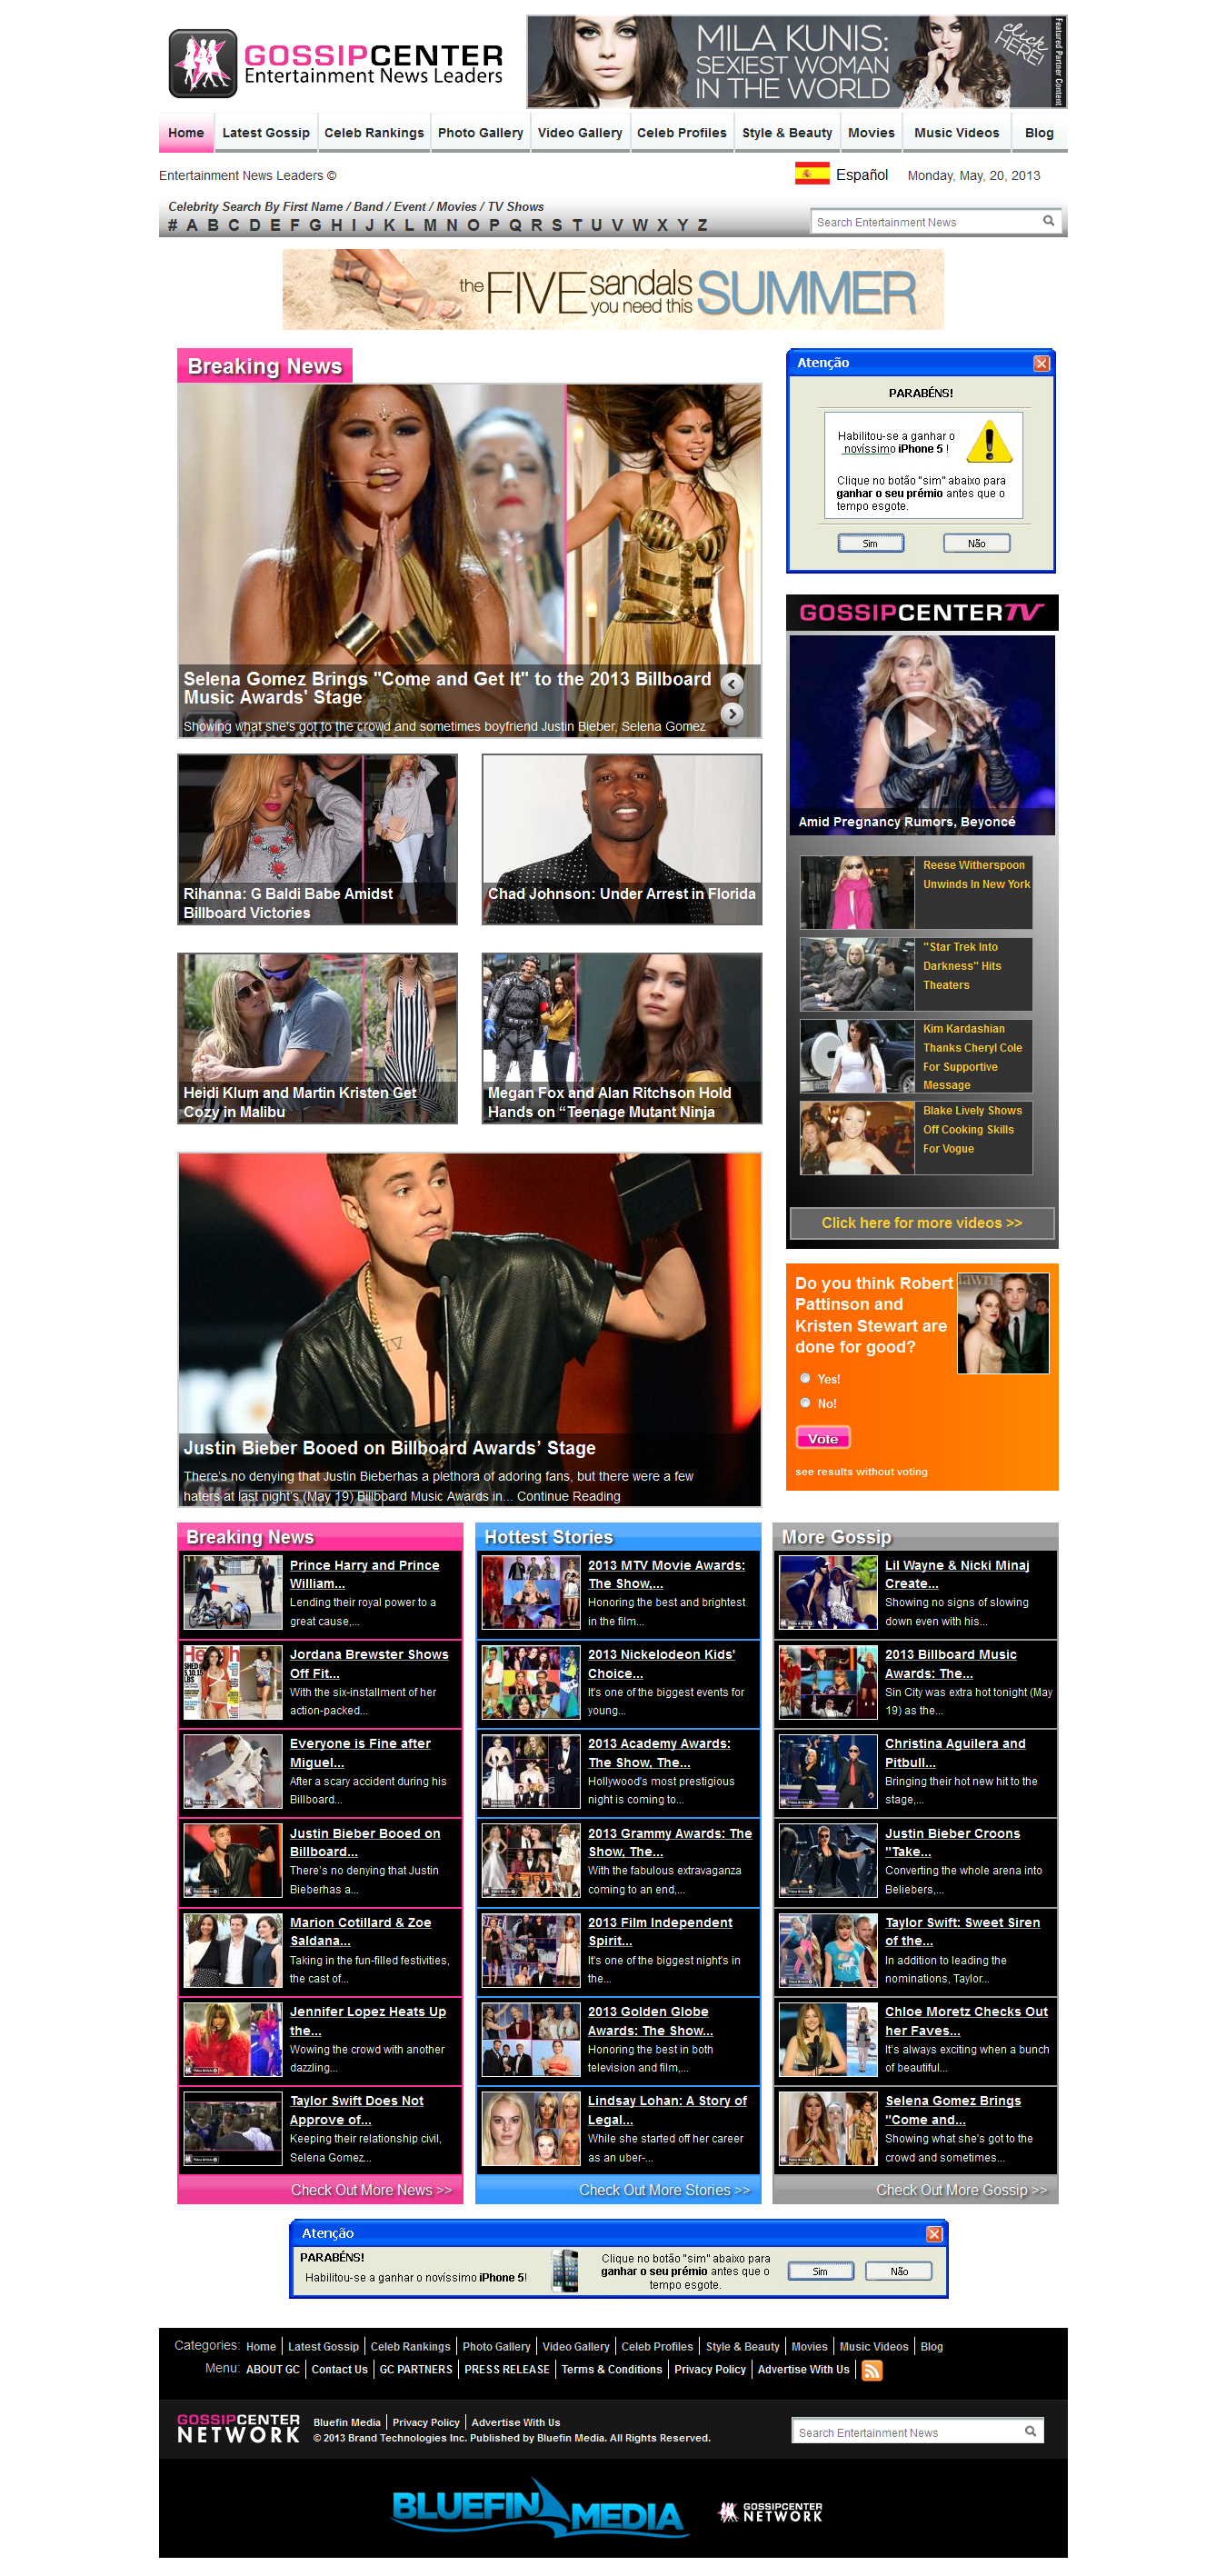 GOSSIPCENTER
Entertainment News Leaders
MILA KUNIS:
SEXIEST WOMAN
IN THE WORLD
click
HERE!
Featured Partner Content
Home
Latest Gossip
Celeb Rankings
Photo Gallery
Video Gallery
Celeb Profiles
Style & Beauty
Movies
Music Videos
Blog
Entertainment News Leaders ©
Español
Monday, May, 20, 2013
Celebrity Search By First Name / Band / Event / Movies / TV Shows
# A B C D E F G H I J K L M N O P Q R S T U V W X Y Z
Search Entertainment News
the FIVE sandals you need this SUMMER
Breaking News
Selena Gomez Brings "Come and Get It" to the 2013 Billboard
Music Awards' Stage
Showing what she's got to the crowd and sometimes boyfriend Justin Bieber, Selena Gomez
Rihanna: G Baldi Babe Amidst
Billboard Victories
Chad Johnson: Under Arrest in Florida
Heidi Klum and Martin Kristen Get
Cozy in Malibu
Megan Fox and Alan Ritchson Hold
Hands on “Teenage Mutant Ninja
Justin Bieber Booed on Billboard Awards’ Stage
There’s no denying that Justin Bieberhas a plethora of adoring fans, but there were a few
haters at last night’s (May 19) Billboard Music Awards in... Continue Reading
Atenção
PARABÉNS!
Habilitou-se a ganhar o
novíssimo iPhone 5 !
Clique no botão "sim" abaixo para
ganhar o seu prémio antes que o
tempo esgote.
Sim
Não
GOSSIPCENTERTV
Amid Pregnancy Rumors, Beyoncé
Reese Witherspoon
Unwinds In New York
"Star Trek Into
Darkness" Hits
Theaters
Kim Kardashian
Thanks Cheryl Cole
For Supportive
Message
Blake Lively Shows
Off Cooking Skills
For Vogue
Click here for more videos >>
Do you think Robert
Pattinson and
Kristen Stewart are
done for good?
Yes!
No!
Vote
see results without voting
Breaking News
Prince Harry and Prince
William...
Lending their royal power to a
great cause,...
Jordana Brewster Shows
Off Fit...
With the six-installment of her
action-packed...
Everyone is Fine after
Miguel...
After a scary accident during his
Billboard...
Justin Bieber Booed on
Billboard...
There’s no denying that Justin
Bieberhas a...
Marion Cotillard & Zoe
Saldana...
Taking in the fun-filled festivities,
the cast of...
Jennifer Lopez Heats Up
the...
Wowing the crowd with another
dazzling...
Taylor Swift Does Not
Approve of...
Keeping their relationship civil,
Selena Gomez...
Check Out More News >>
Hottest Stories
2013 MTV Movie Awards:
The Show,...
Honoring the best and brightest
in the film...
2013 Nickelodeon Kids'
Choice...
It's one of the biggest events for
young...
2013 Academy Awards:
The Show, The...
Hollywood's most prestigious
night is coming to...
2013 Grammy Awards: The
Show, The...
With the fabulous extravaganza
coming to an end,...
2013 Film Independent
Spirit...
It's one of the biggest night's in
the...
2013 Golden Globe
Awards: The Show...
Honoring the best in both
television and film,...
Lindsay Lohan: A Story of
Legal...
While she started off her career
as an uber-...
Check Out More Stories >>
More Gossip
Lil Wayne & Nicki Minaj
Create...
Showing no signs of slowing
down even with his...
2013 Billboard Music
Awards: The...
Sin City was extra hot tonight (May
19) as the...
Christina Aguilera and
Pitbull...
Bringing their hot new hit to the
stage,...
Justin Bieber Croons
"Take...
Converting the whole arena into
Beliebers,...
Taylor Swift: Sweet Siren
of the...
In addition to leading the
nominations, Taylor...
Chloe Moretz Checks Out
her Faves...
It's always exciting when a bunch
of beautiful...
Selena Gomez Brings
"Come and...
Showing what she's got to the
crowd and sometimes...
Check Out More Gossip >>
Atenção
PARABÉNS!
Habilitou-se a ganhar o novíssimo iPhone 5!
Clique no botão "sim" abaixo para
ganhar o seu prémio antes que o
tempo esgote.
Sim
Não
Categories: Home Latest Gossip Celeb Rankings Photo Gallery Video Gallery Celeb Profiles Style & Beauty Movies Music Videos Blog
Menu: ABOUT GC Contact Us GC PARTNERS PRESS RELEASE Terms & Conditions Privacy Policy Advertise With Us
GOSSIPCENTER
NETWORK
Bluefin Media Privacy Policy Advertise With Us
© 2013 Brand Technologies Inc. Published by Bluefin Media. All Rights Reserved.
Search Entertainment News
BLUEFIN MEDIA
GOSSIPCENTER
NETWORK